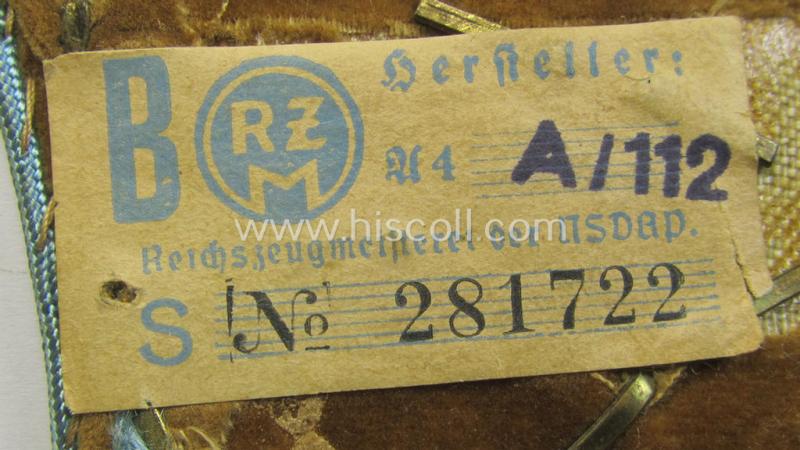 B RZM Hersteller:
A4 A/112
www.hiscoll.com
Reichszeugmeisterei der NSDAP.
S No 281722